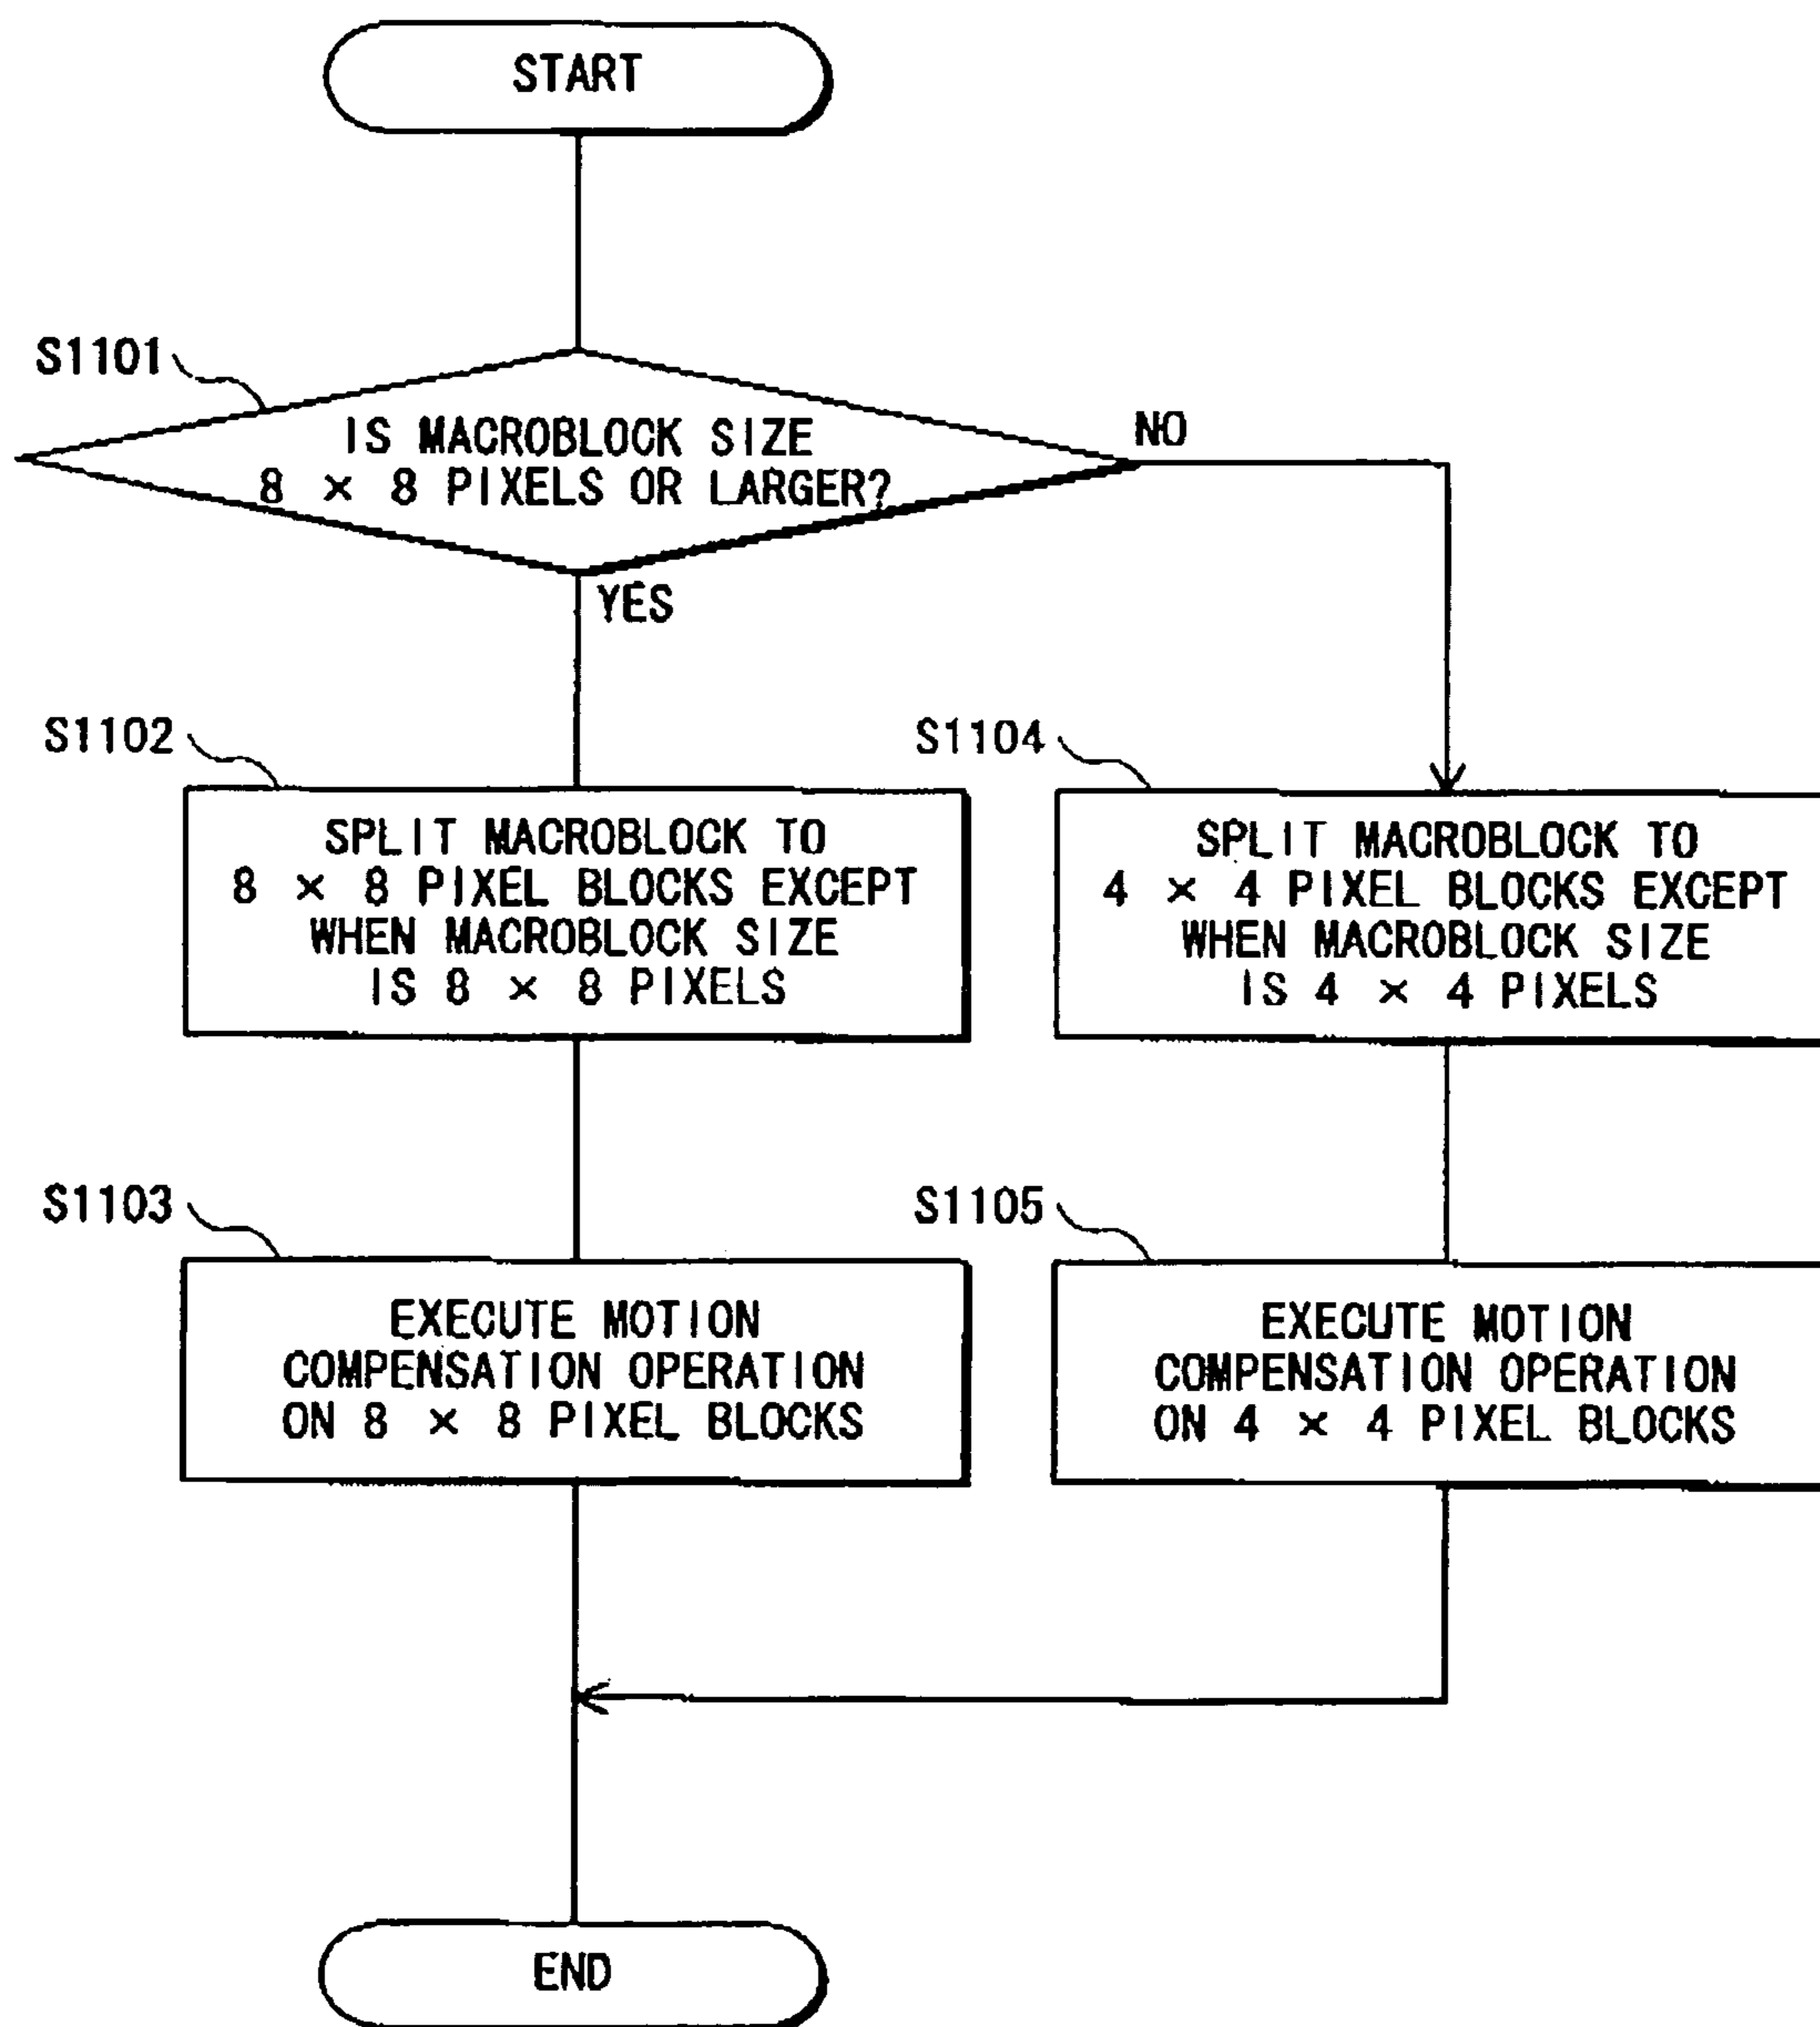 START
S1101
IS MACROBLOCK SIZE
8 × 8 PIXELS OR LARGER?
NO
YES
S1102
SPLIT MACROBLOCK TO
8 × 8 PIXEL BLOCKS EXCEPT
WHEN MACROBLOCK SIZE
IS 8 × 8 PIXELS
S1104
SPLIT MACROBLOCK TO
4 × 4 PIXEL BLOCKS EXCEPT
WHEN MACROBLOCK SIZE
IS 4 × 4 PIXELS
S1103
EXECUTE MOTION
COMPENSATION OPERATION
ON 8 × 8 PIXEL BLOCKS
S1105
EXECUTE MOTION
COMPENSATION OPERATION
ON 4 × 4 PIXEL BLOCKS
END